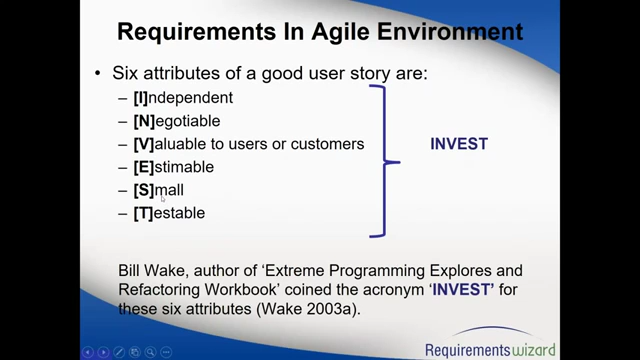 Requirements In Agile Environment
• Six attributes of a good user story are:
– [I]ndependent
– [N]egotiable
– [V]aluable to users or customers
– [E]stimable
– [S]mall
– [T]estable
INVEST
Bill Wake, author of ‘Extreme Programming Explores and
Refactoring Workbook’ coined the acronym ‘INVEST’ for
these six attributes (Wake 2003a).
Requirementswizard